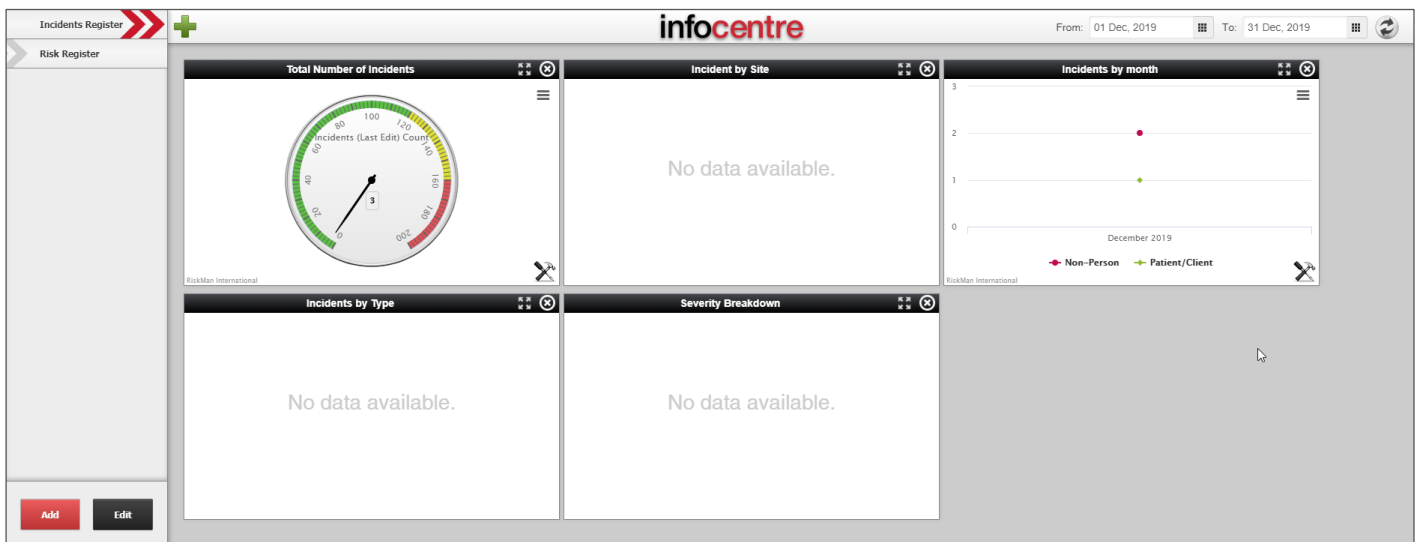 Incidents Register
Risk Register
Add
Edit
infocentre
From: 01 Dec, 2019 To: 31 Dec, 2019
Total Number of Incidents
Incidents (Last Edit) Count
0
20
40
60
80
100
120
140
160
180
200
3
RiskMan International
Incident by Site
No data available.
Incidents by month
3
2
1
0
December 2019
Non-Person Patient/Client
RiskMan International
Incidents by Type
No data available.
Severity Breakdown
No data available.